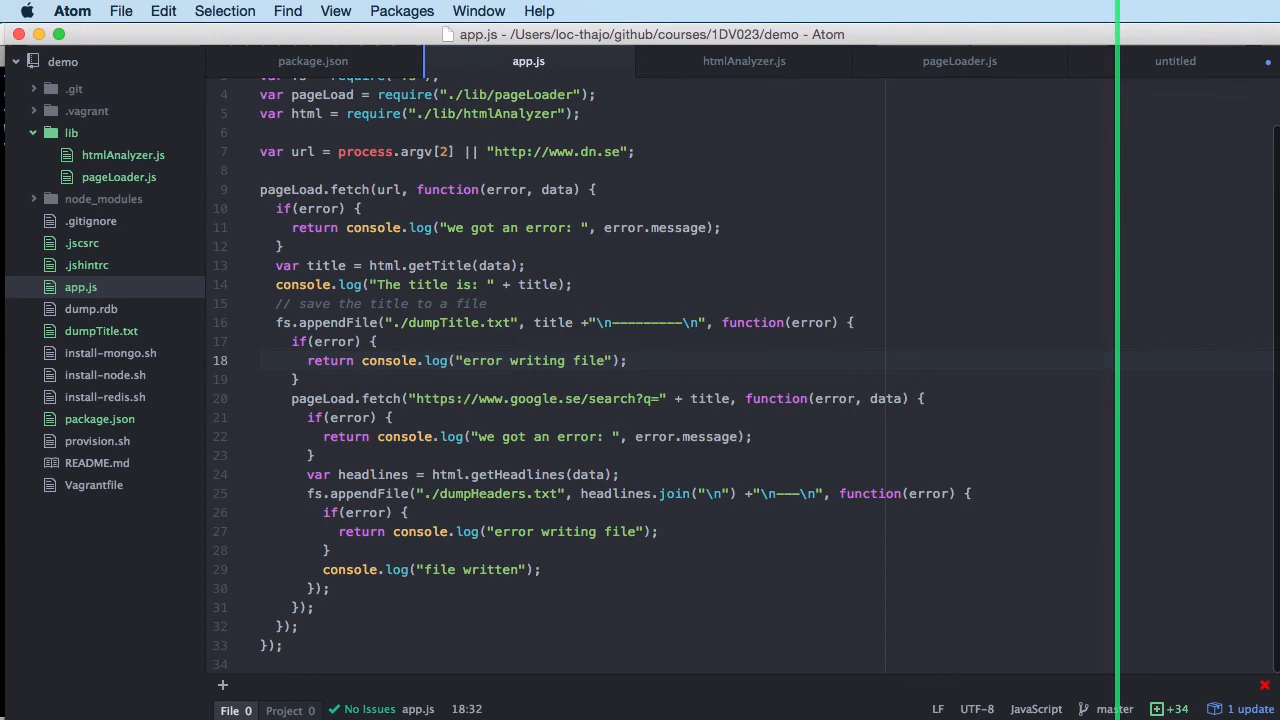 Atom File Edit Selection Find View Packages Window Help
app.js - /Users/loc-thajo/github/courses/1DV023/demo - Atom
demo
.git
.vagrant
lib
htmlAnalyzer.js
pageLoader.js
node_modules
.gitignore
.jscsrc
.jshintrc
app.js
dump.rdb
dumpTitle.txt
install-mongo.sh
install-node.sh
install-redis.sh
package.json
provision.sh
README.md
Vagrantfile
package.json app.js htmlAnalyzer.js pageLoader.js untitled
4 var pageLoad = require("./lib/pageLoader");
5 var html = require("./lib/htmlAnalyzer");
6
7 var url = process.argv[2] || "http://www.dn.se";
8
9 pageLoad.fetch(url, function(error, data) {
10 if(error) {
11 return console.log("we got an error: ", error.message);
12 }
13 var title = html.getTitle(data);
14 console.log("The title is: " + title);
15 // save the title to a file
16 fs.appendFile("./dumpTitle.txt", title +"\n---------\n", function(error) {
17 if(error) {
18 return console.log("error writing file");
19 }
20 pageLoad.fetch("https://www.google.se/search?q=" + title, function(error, data) {
21 if(error) {
22 return console.log("we got an error: ", error.message);
23 }
24 var headlines = html.getHeadlines(data);
25 fs.appendFile("./dumpHeaders.txt", headlines.join("\n") +"\n---\n", function(error) {
26 if(error) {
27 return console.log("error writing file");
28 }
29 console.log("file written");
30 });
31 });
32 });
33 });
34
File 0 Project 0 No Issues app.js 18:32 LF UTF-8 JavaScript master +34 1 update